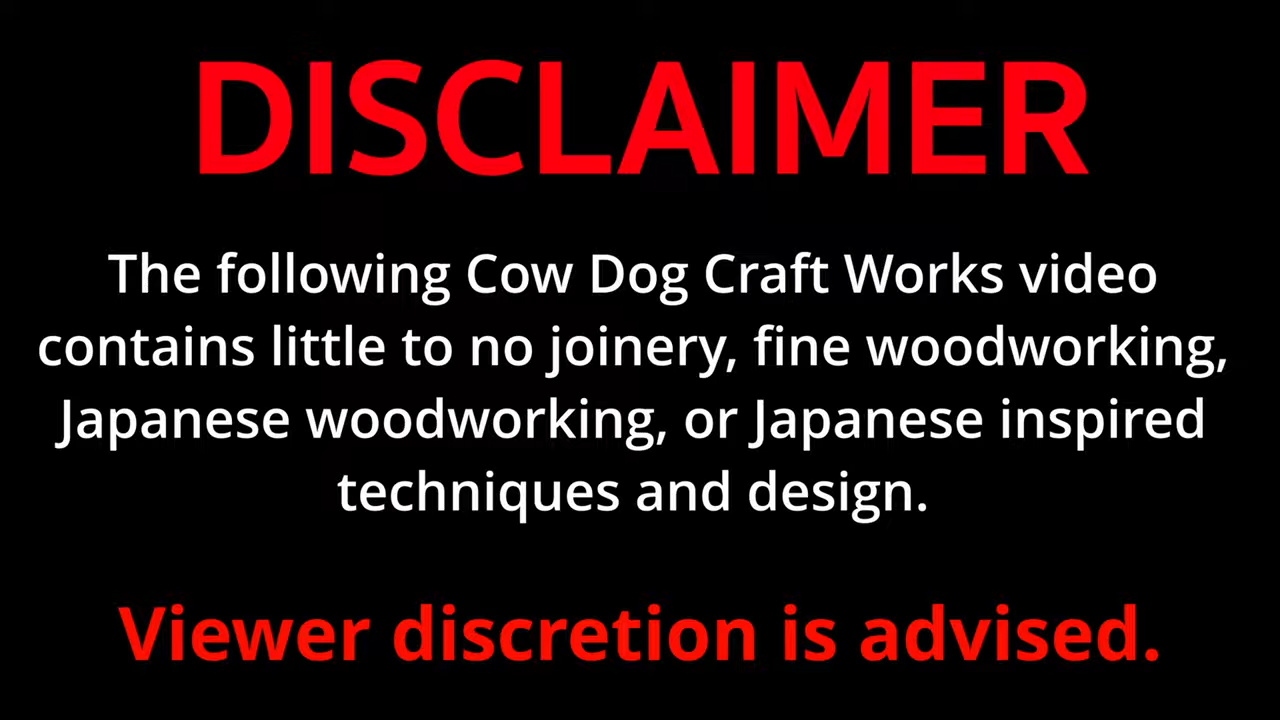 DISCLAIMER
The following Cow Dog Craft Works video
contains little to no joinery, fine woodworking,
Japanese woodworking, or Japanese inspired
techniques and design.
Viewer discretion is advised.